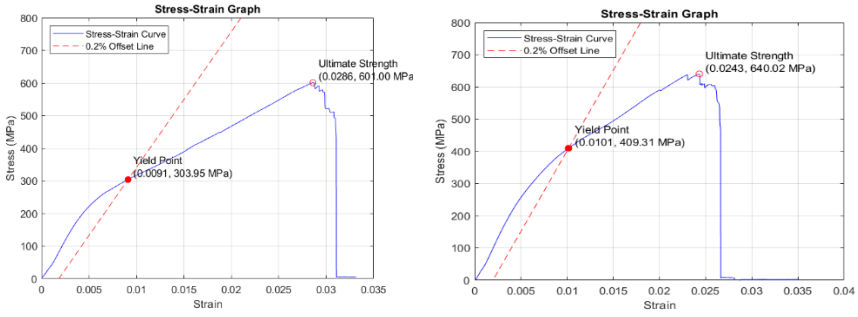 Stress-Strain Graph
800
700
600
500
400
300
200
100
0
Stress (MPa)
Stress-Strain Curve
0.2% Offset Line
Ultimate Strength
(0.0286, 601.00 MPa)
Yield Point
(0.0091, 303.95 MPa)
0 0.005 0.01 0.015 0.02 0.025 0.03 0.035
Strain
Stress-Strain Graph
800
700
600
500
400
300
200
100
0
Stress (MPa)
Stress-Strain Curve
0.2% Offset Line
Ultimate Strength
(0.0243, 640.02 MPa)
Yield Point
(0.0101, 409.31 MPa)
0 0.005 0.01 0.015 0.02 0.025 0.03 0.035 0.04
Strain